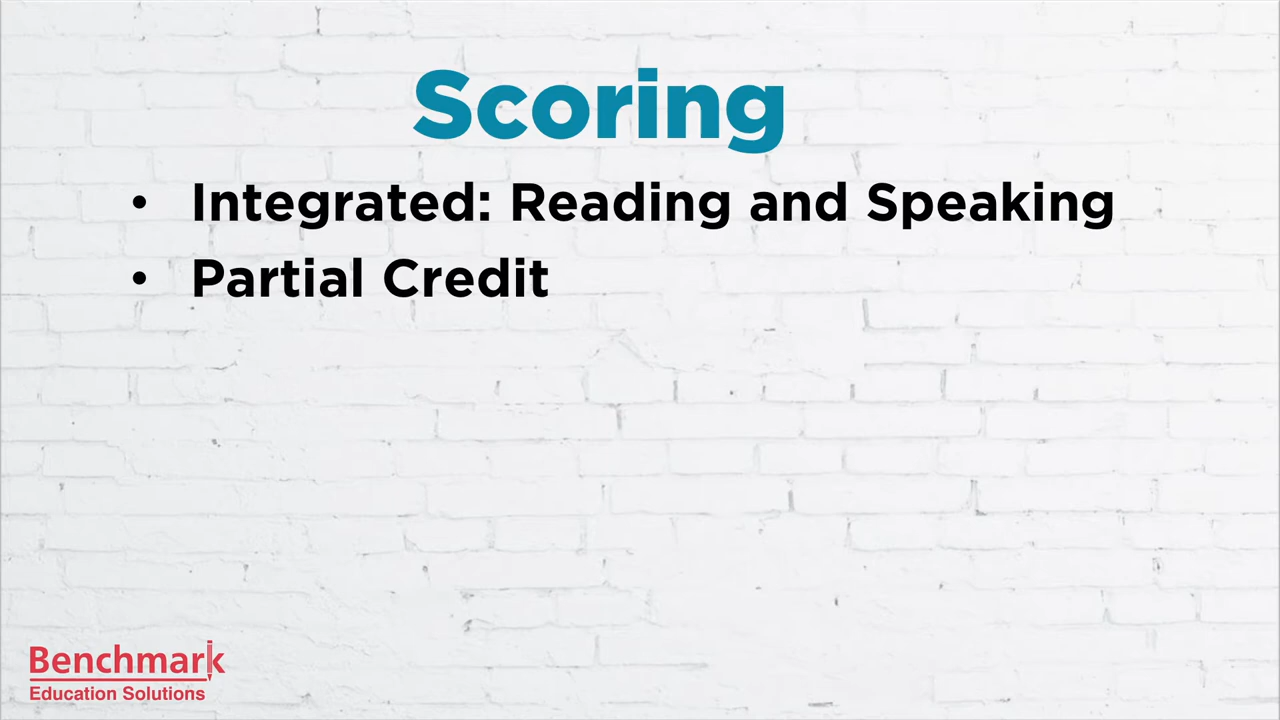 Scoring
• Integrated: Reading and Speaking
• Partial Credit
Benchmark
Education Solutions